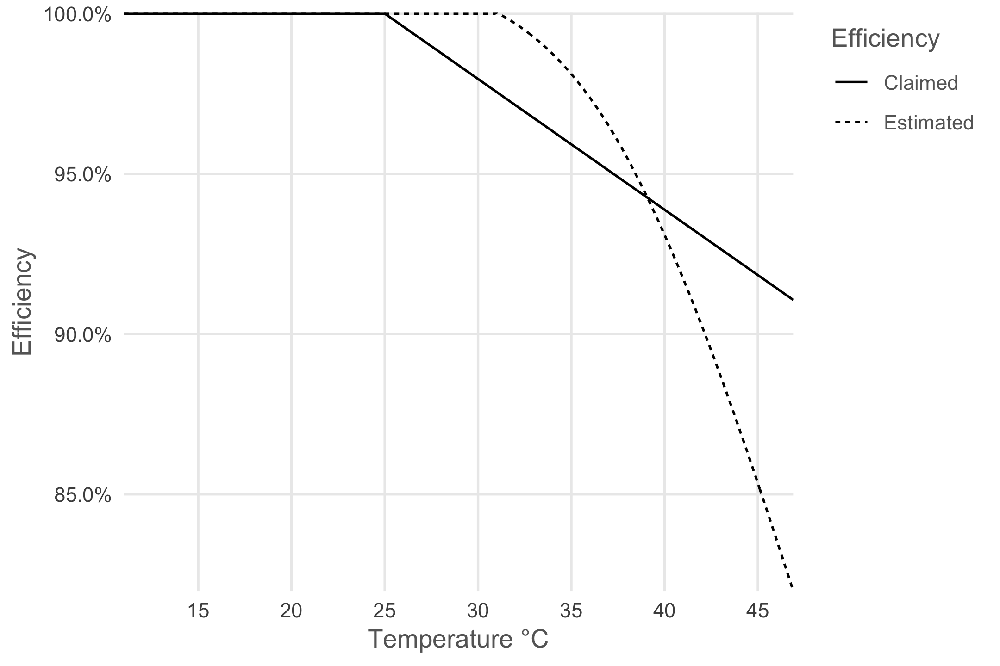 100.0%
95.0%
90.0%
85.0%
Efficiency
15 20 25 30 35 40 45
Temperature °C
Efficiency
Claimed
Estimated